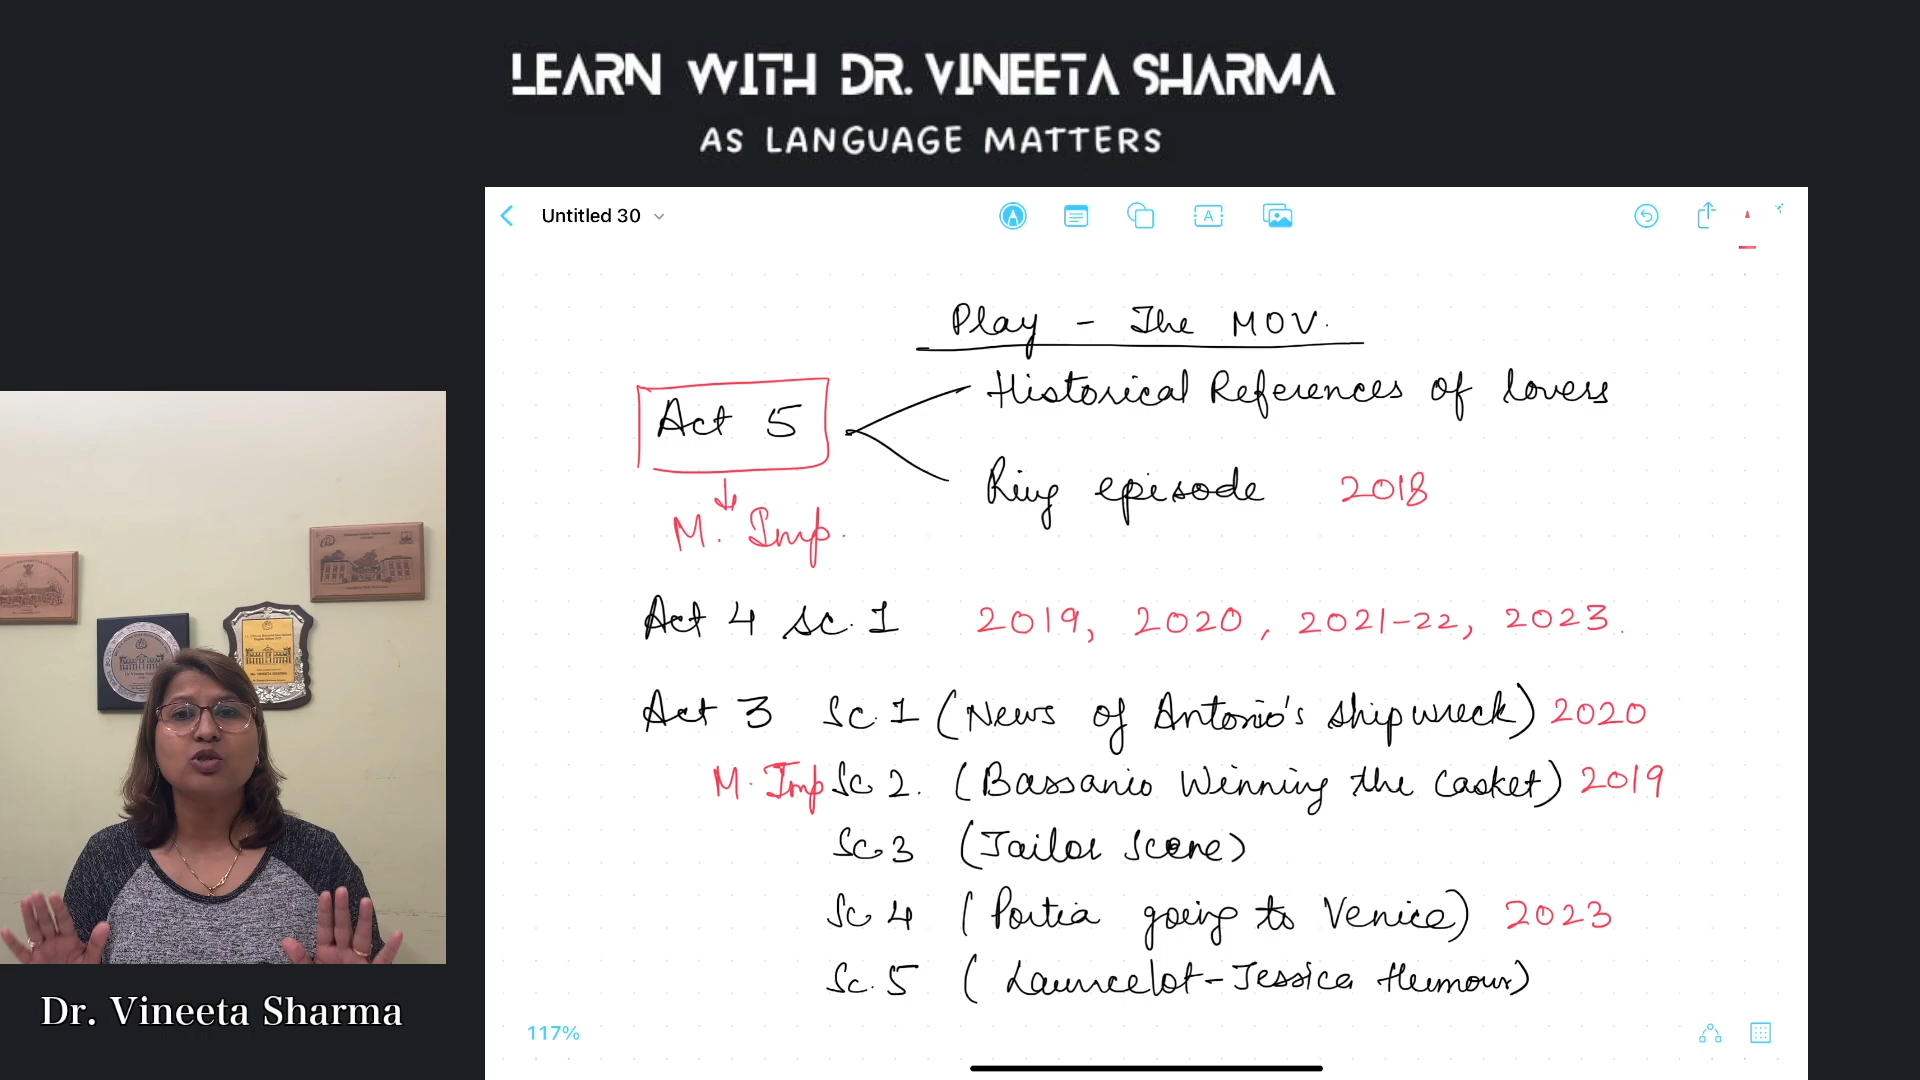 LEARN WITH DR. VINEETA SHARMA
AS LANGUAGE MATTERS
Untitled 30
Play - The MOV.
Act 5
Historical References of lovers
Ring episode 2018
M. Imp.
Act 4 Sc. 1 2019, 2020, 2021-22, 2023.
Act 3 Sc. 1 (News of Antonio's shipwreck) 2020
M. Imp Sc 2. (Bassanio Winning the Casket) 2019
Sc. 3 (Jailor Scene)
Sc 4 (Portia going to Venice) 2023
Sc. 5 (Launcelot-Jessica Humour)
117%
Dr. Vineeta Sharma